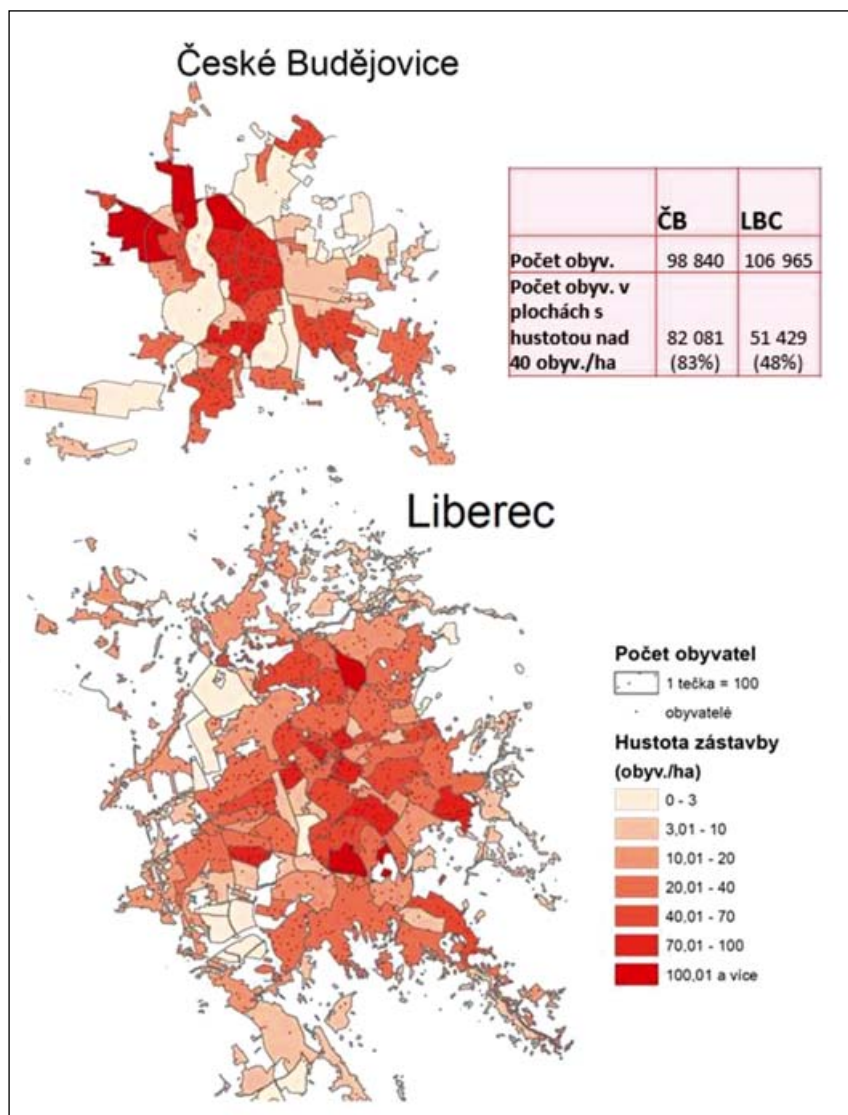 České Budějovice
ČB LBC
Počet obyv. 98 840 106 965
Počet obyv. v
plochách s
hustotou nad 82 081 51 429
40 obyv./ha (83%) (48%)
Liberec
Počet obyvatel
1 tečka = 100
obyvatelé
Hustota zástavby
(obyv./ha)
0 - 3
3,01 - 10
10,01 - 20
20,01 - 40
40,01 - 70
70,01 - 100
100,01 a více